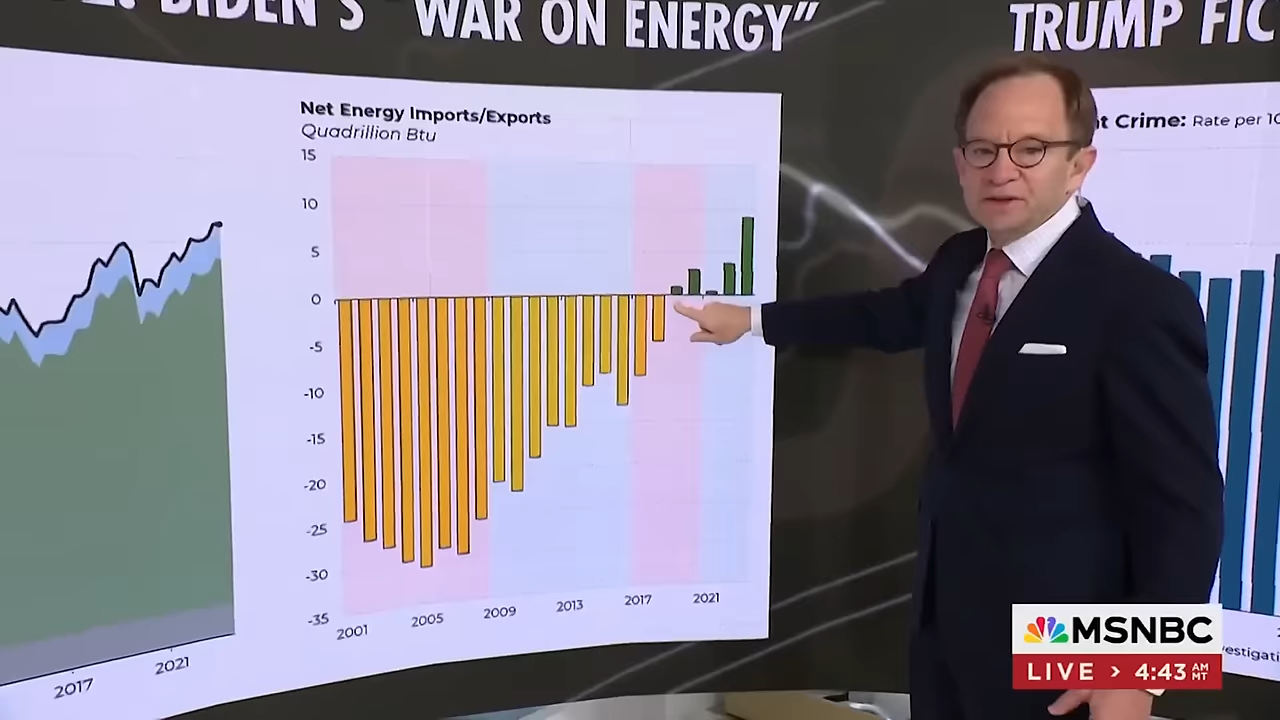 BIDEN'S "WAR ON ENERGY"
TRUMP FIC
Net Energy Imports/Exports
Quadrillion Btu
15
10
5
0
-5
-10
-15
-20
-25
-30
-35
2001
2005
2009
2013
2017
2021
2017
2021
t Crime: Rate per 10
MSNBC
LIVE > 4:43 AM MT